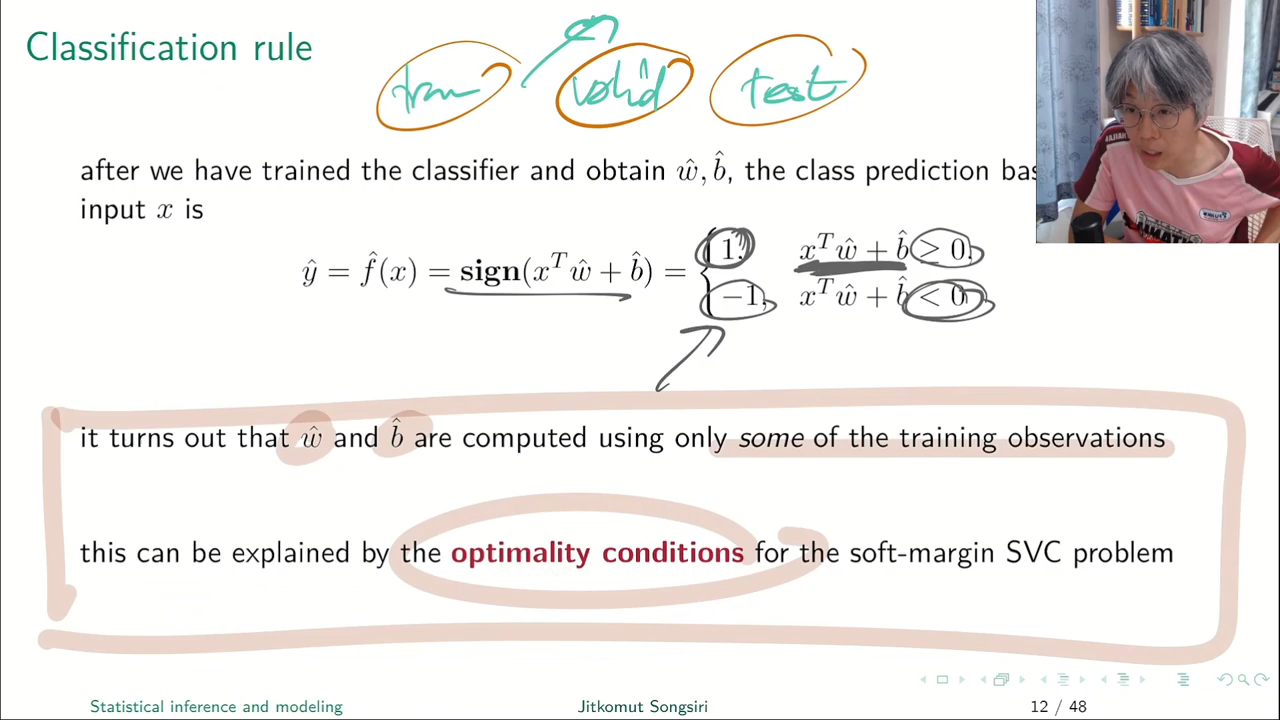 Classification rule
train valid test
after we have trained the classifier and obtain ŵ, b̂, the class prediction
input x is
ŷ = f̂(x) = sign(xᵀŵ + b̂) = { 1, xᵀŵ + b̂ ≥ 0,
−1, xᵀŵ + b̂ < 0
it turns out that ŵ and b̂ are computed using only some of the training observations
this can be explained by the optimality conditions for the soft-margin SVC problem
Statistical inference and modeling Jitkomut Songsiri 12 / 48